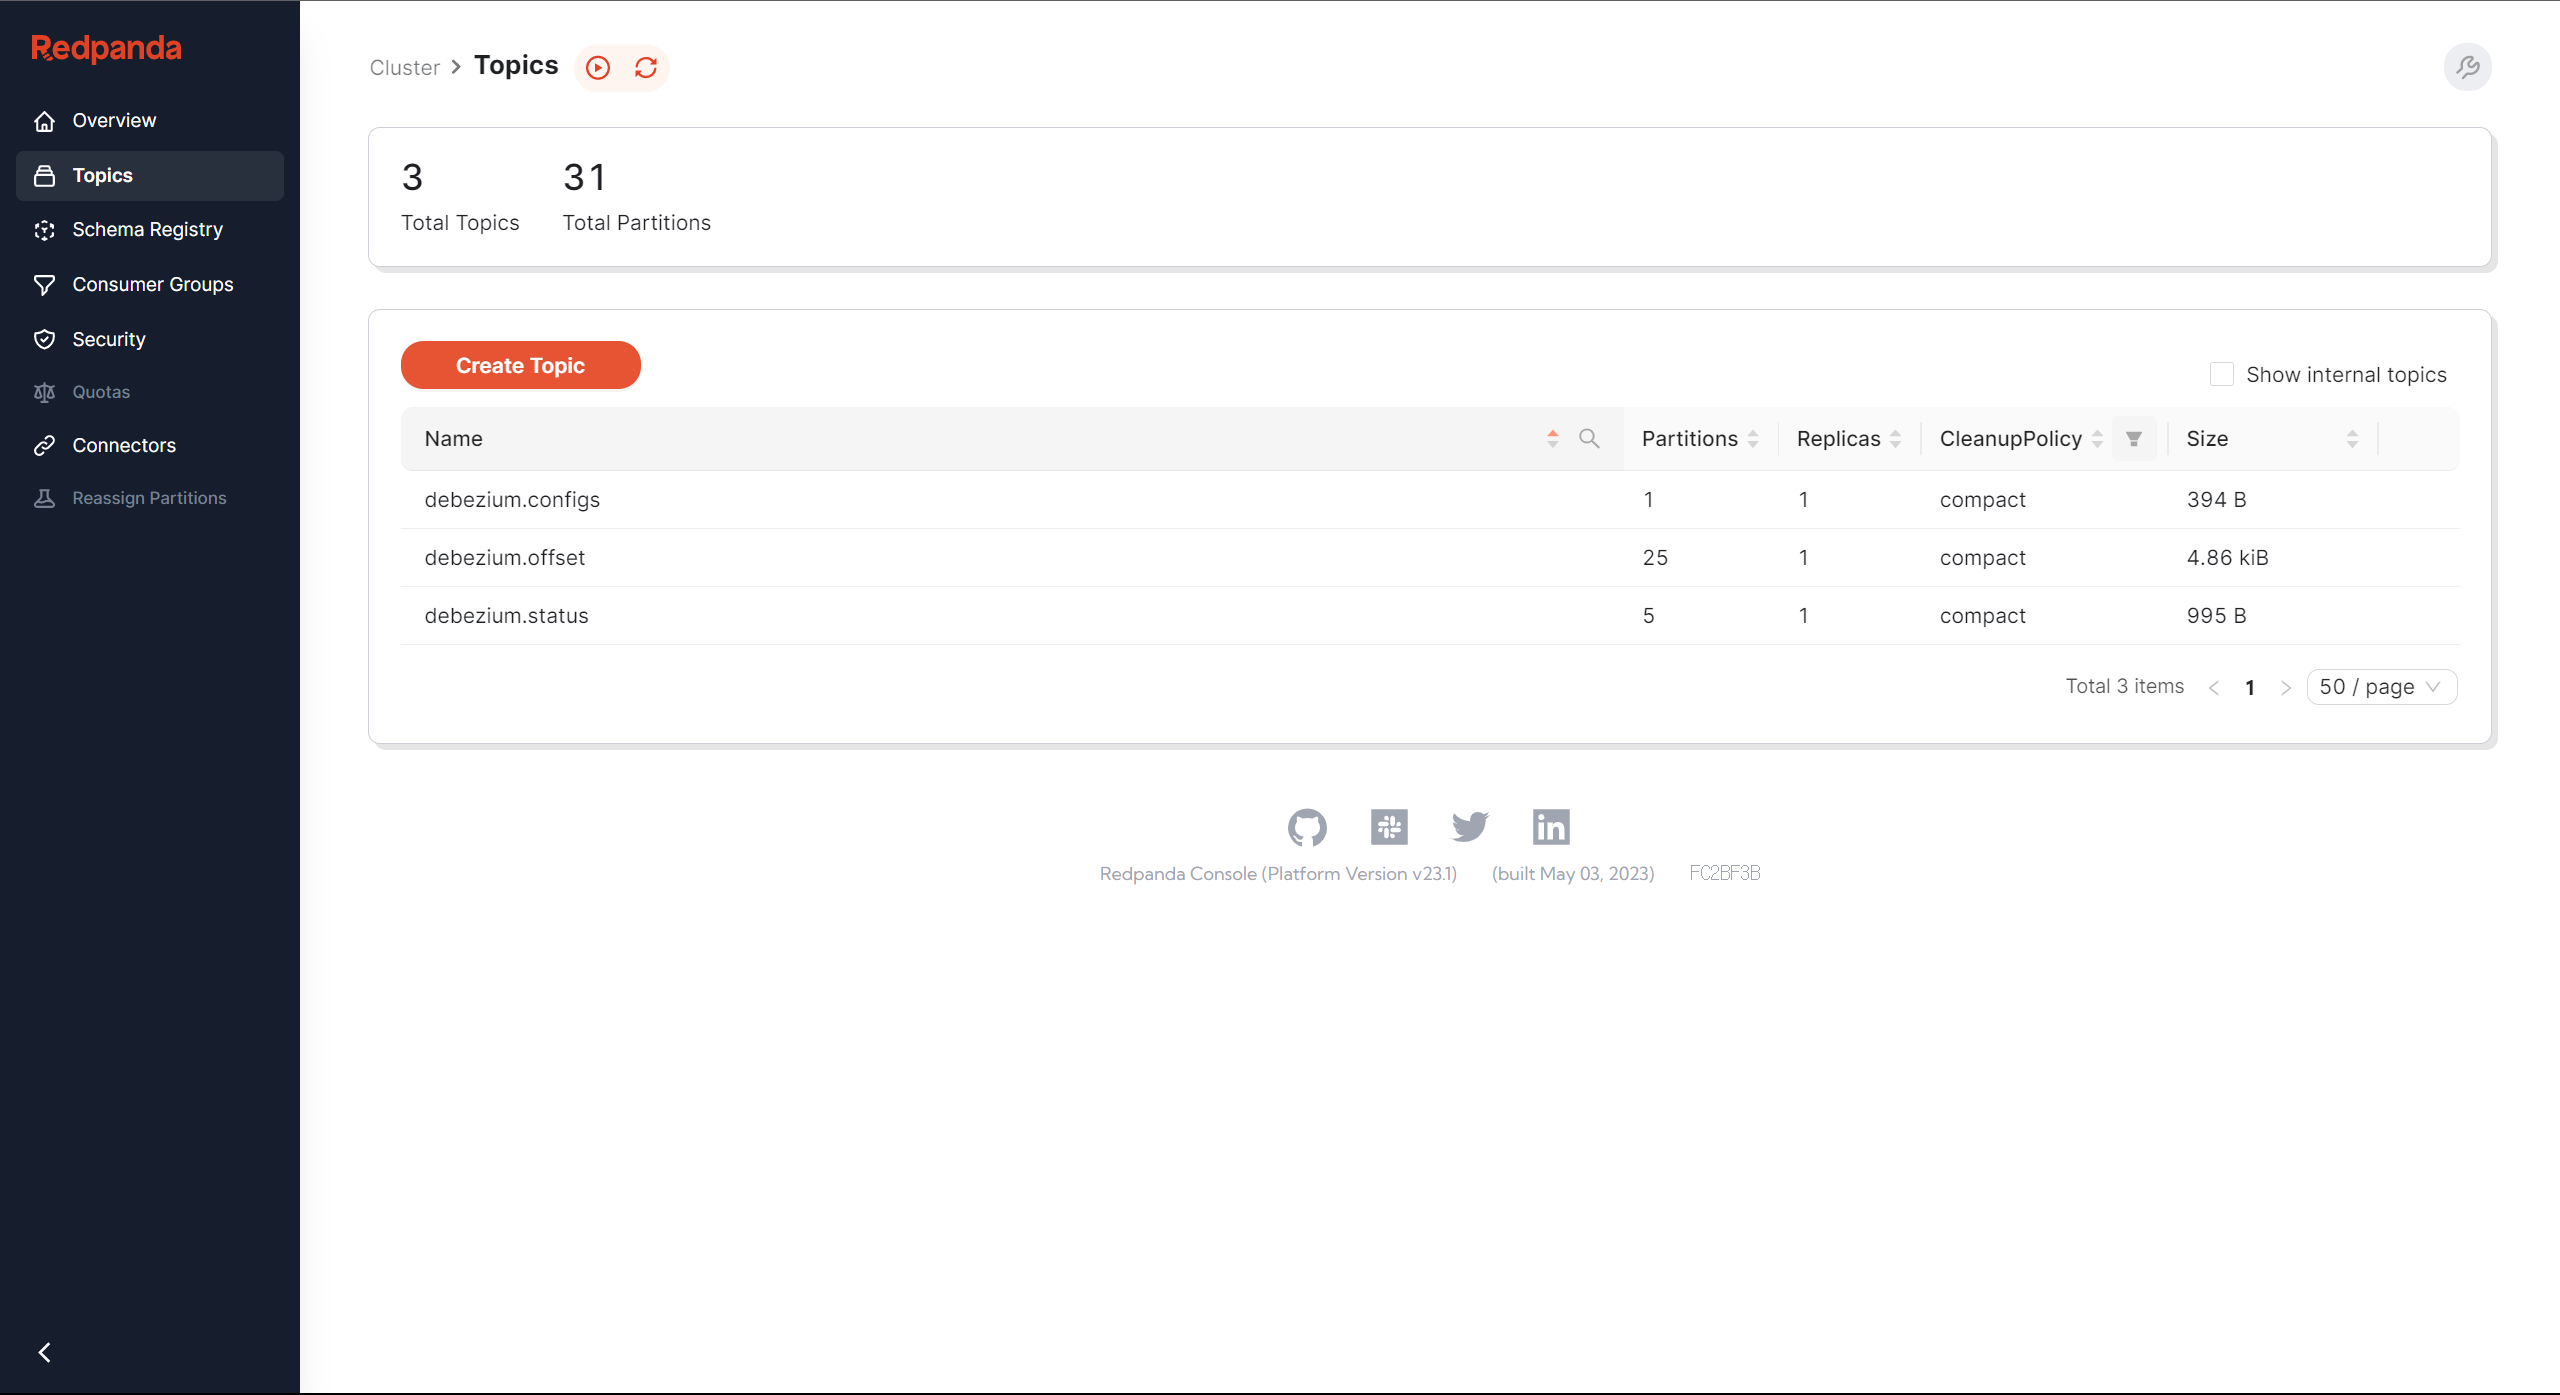 Redpanda
Overview
Topics
Schema Registry
Consumer Groups
Security
Quotas
Connectors
Reassign Partitions
Cluster > Topics
3 31
Total Topics Total Partitions
Create Topic
Show internal topics
Name Partitions Replicas CleanupPolicy Size
debezium.configs 1 1 compact 394 B
debezium.offset 25 1 compact 4.86 kiB
debezium.status 5 1 compact 995 B
Total 3 items < 1 > 50 / page
Redpanda Console (Platform Version v23.1) (built May 03, 2023) FC2BF3B